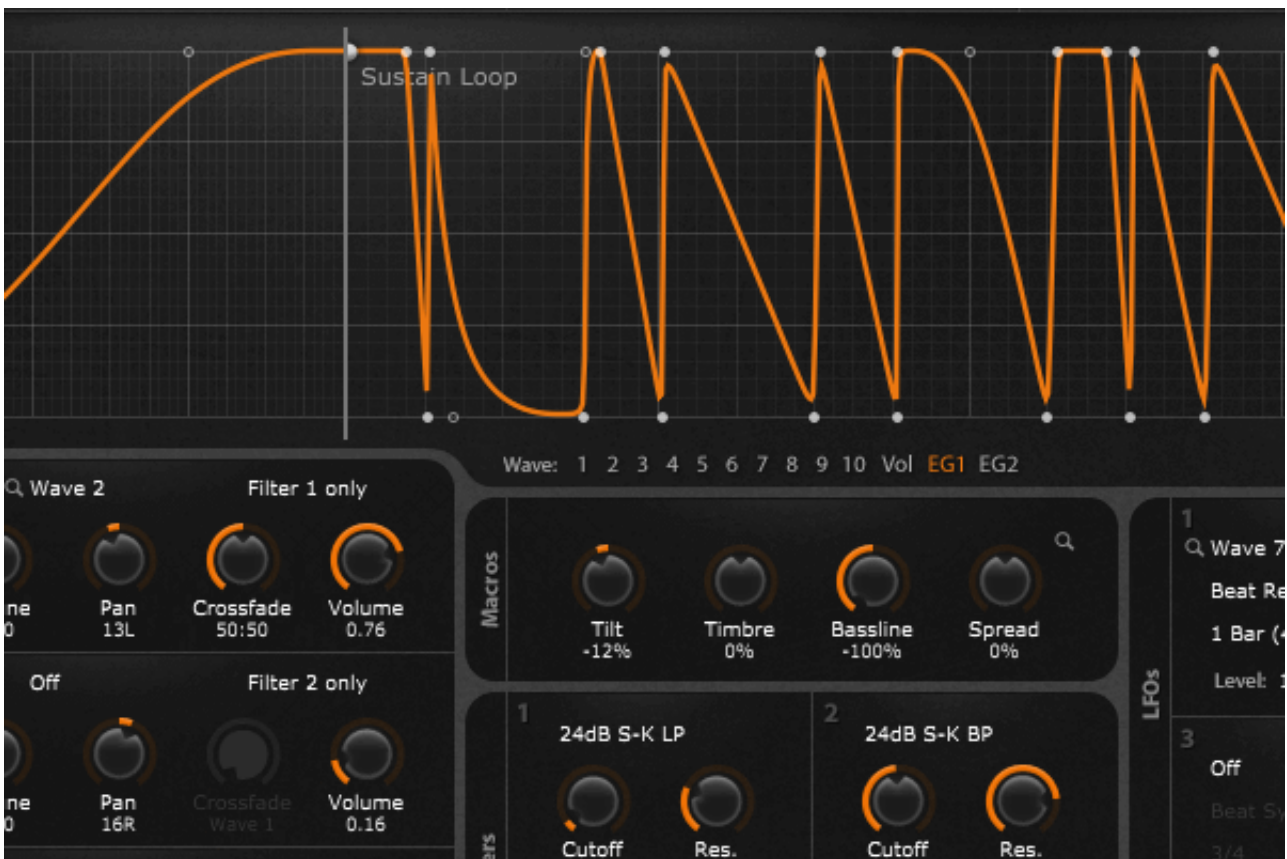 Sustain Loop
Wave: 1 2 3 4 5 6 7 8 9 10 Vol EG1 EG2
Wave 2 Filter 1 only
Pan Crossfade Volume
13L 50:50 0.76
Off Filter 2 only
Pan Crossfade Volume
16R Wave 1 0.16
Macros
Tilt Timbre Bassline Spread
-12% 0% -100% 0%
1 2
24dB S-K LP 24dB S-K BP
Cutoff Res. Cutoff Res.
LFOs
1
Wave 7
Beat Re
1 Bar (4
Level: 1
3
Off
Beat Sy
3/4